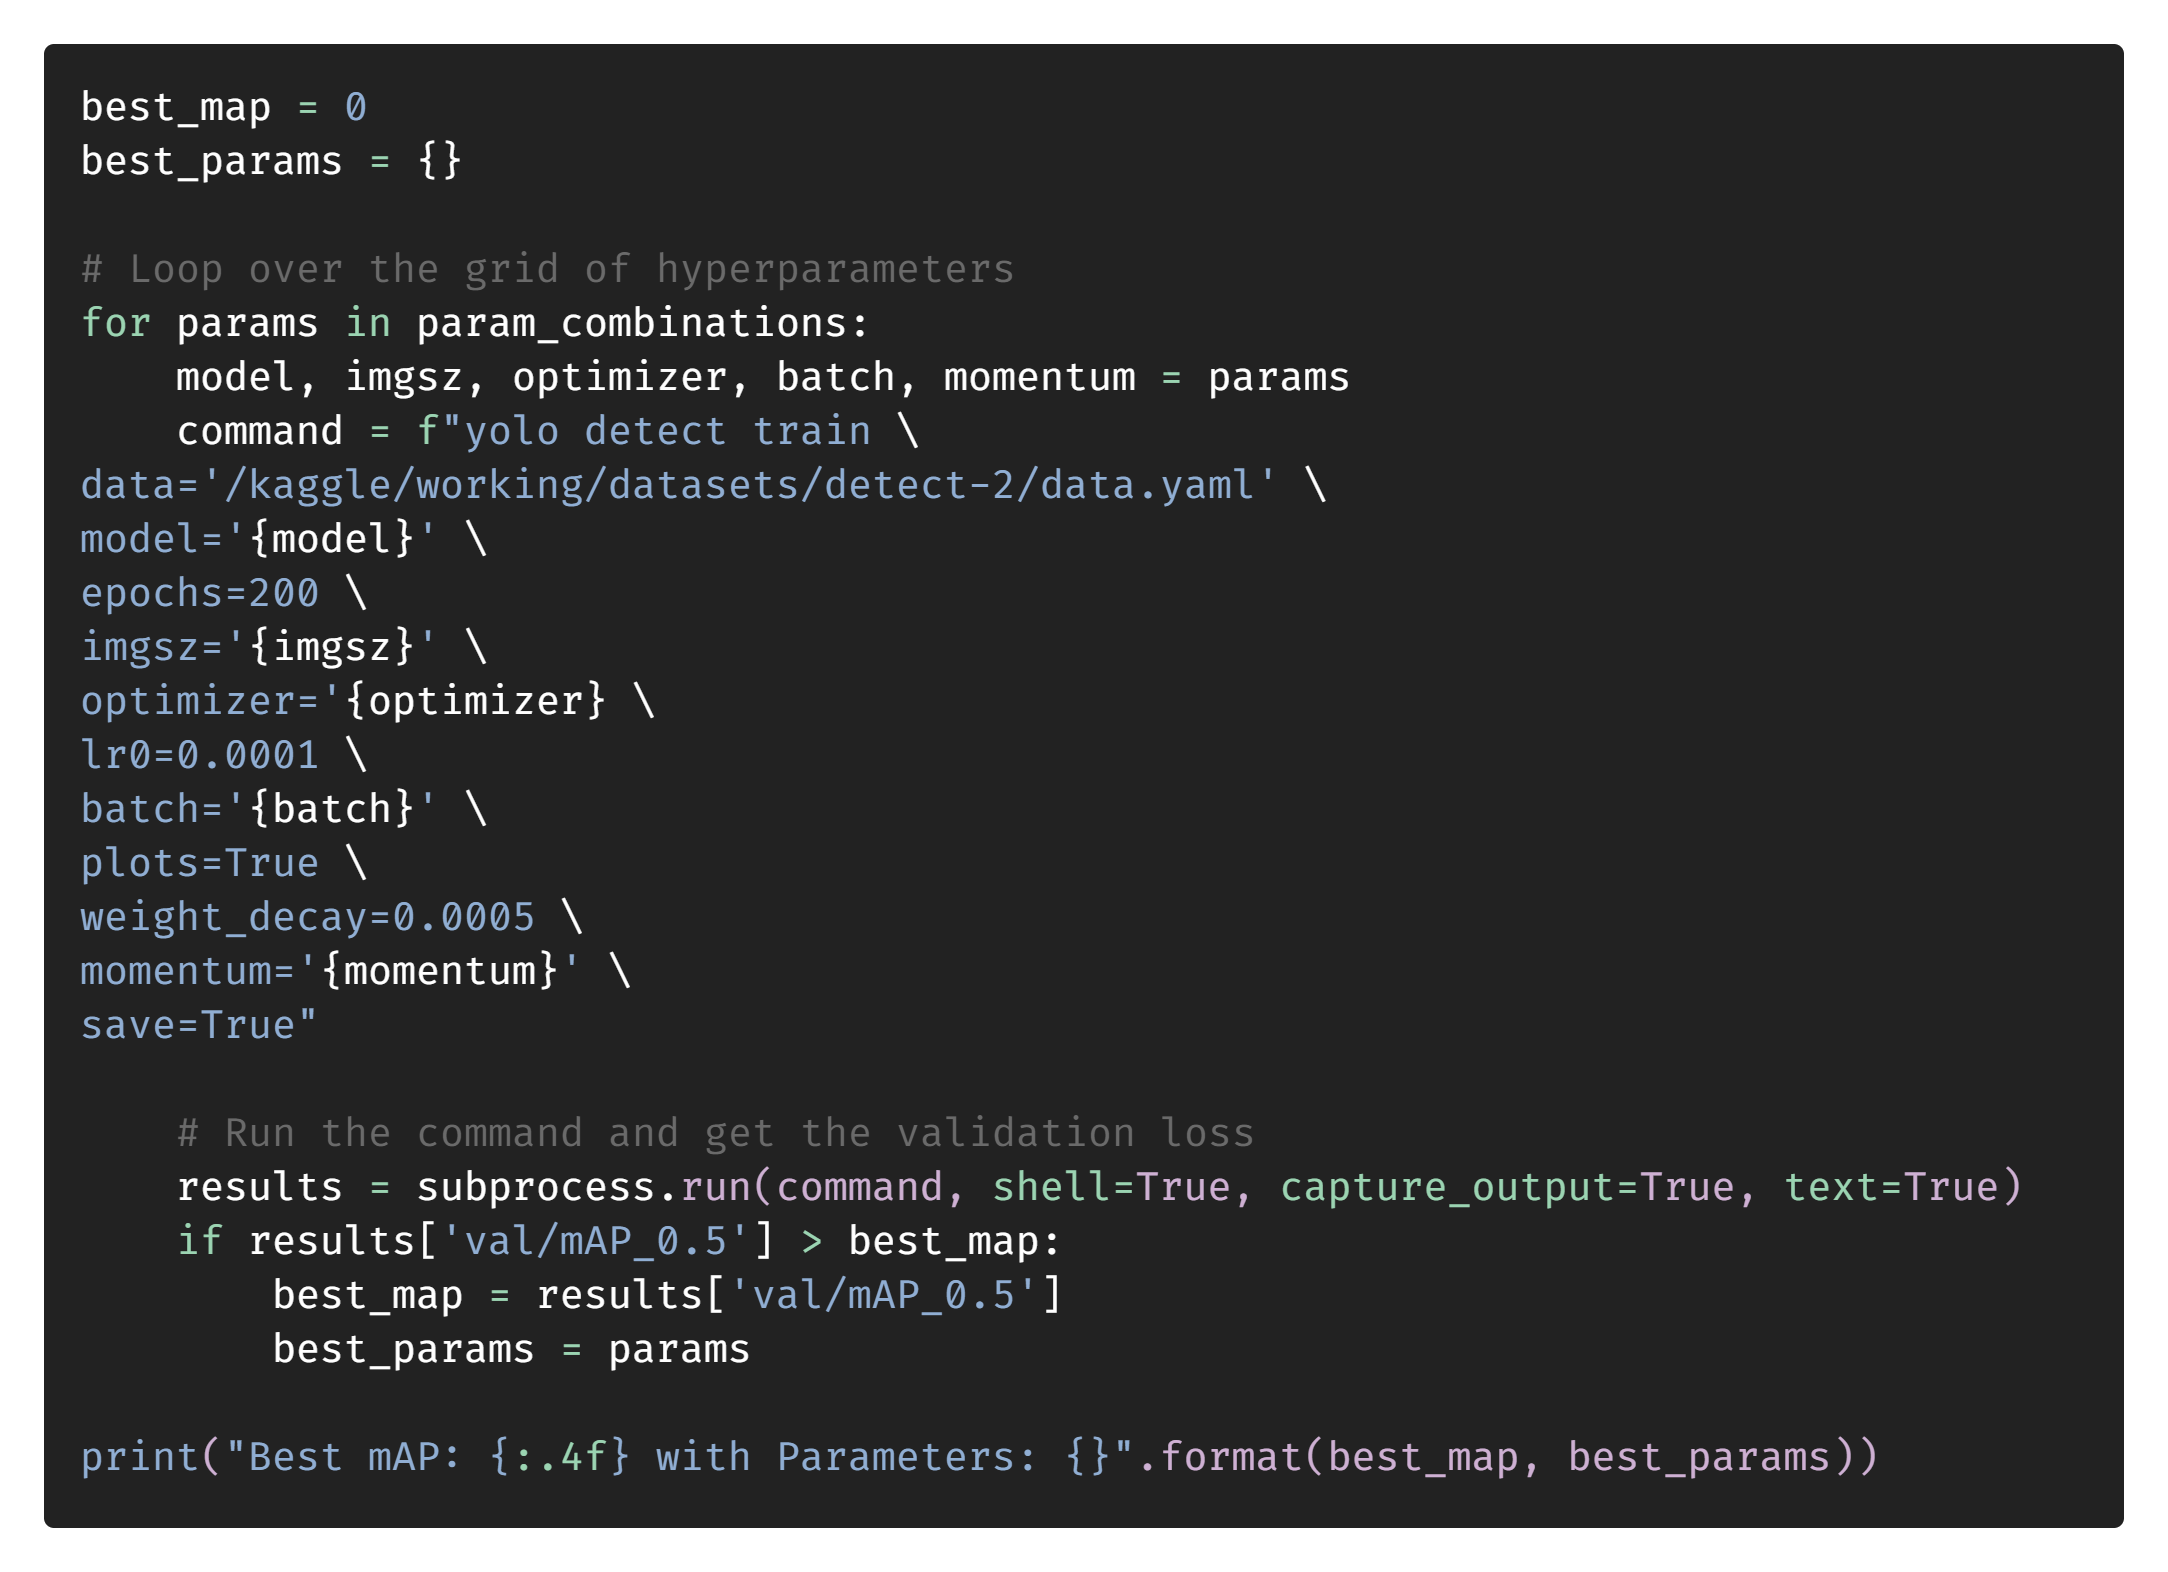 best_map = 0
best_params = {}

# Loop over the grid of hyperparameters
for params in param_combinations:
    model, imgsz, optimizer, batch, momentum = params
    command = f"yolo detect train \
data='/kaggle/working/datasets/detect-2/data.yaml' \
model='{model}' \
epochs=200 \
imgsz='{imgsz}' \
optimizer='{optimizer} \
lr0=0.0001 \
batch='{batch}' \
plots=True \
weight_decay=0.0005 \
momentum='{momentum}' \
save=True"

    # Run the command and get the validation loss
    results = subprocess.run(command, shell=True, capture_output=True, text=True)
    if results['val/mAP_0.5'] > best_map:
        best_map = results['val/mAP_0.5']
        best_params = params

print("Best mAP: {:.4f} with Parameters: {}".format(best_map, best_params))